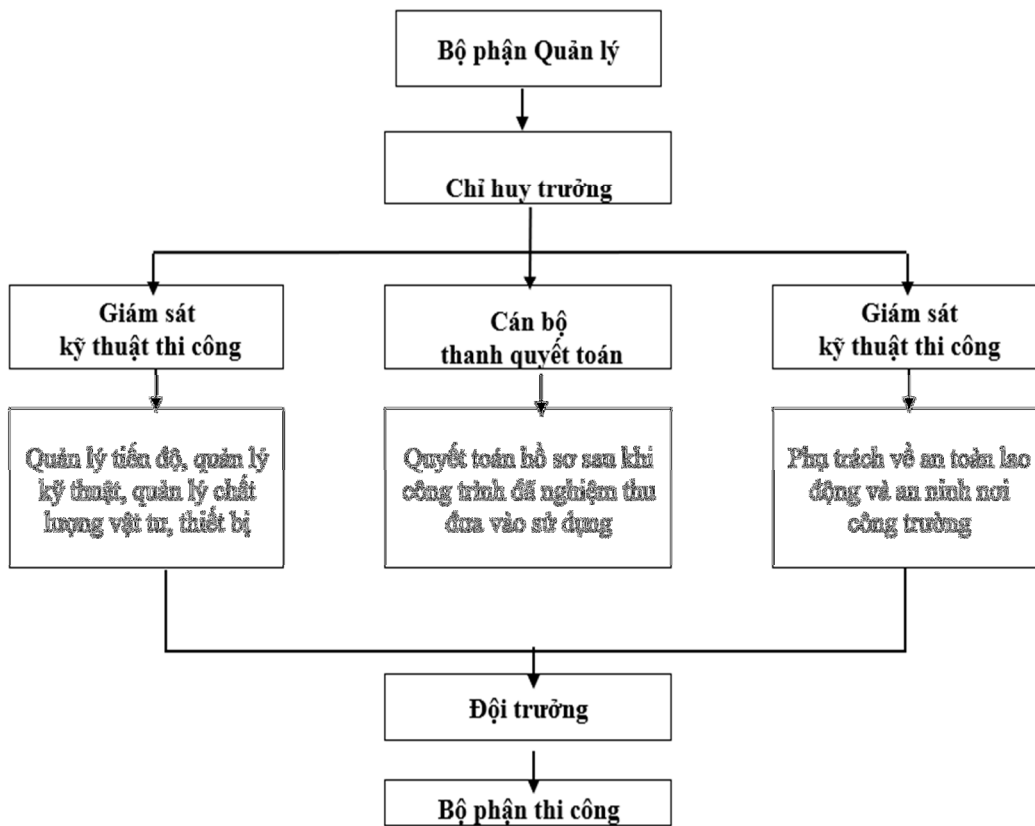 Bộ phận Quản lý
Chỉ huy trưởng
Giám sát
kỹ thuật thi công
Cán bộ
thanh quyết toán
Giám sát
kỹ thuật thi công
Quản lý tiến độ, quản lý
kỹ thuật, quản lý chất
lượng vật tư, thiết bị
Quyết toán hồ sơ sau khi
công trình đã nghiệm thu
đưa vào sử dụng
Phụ trách về an toàn lao
động và an ninh nơi
công trường
Đội trưởng
Bộ phận thi công